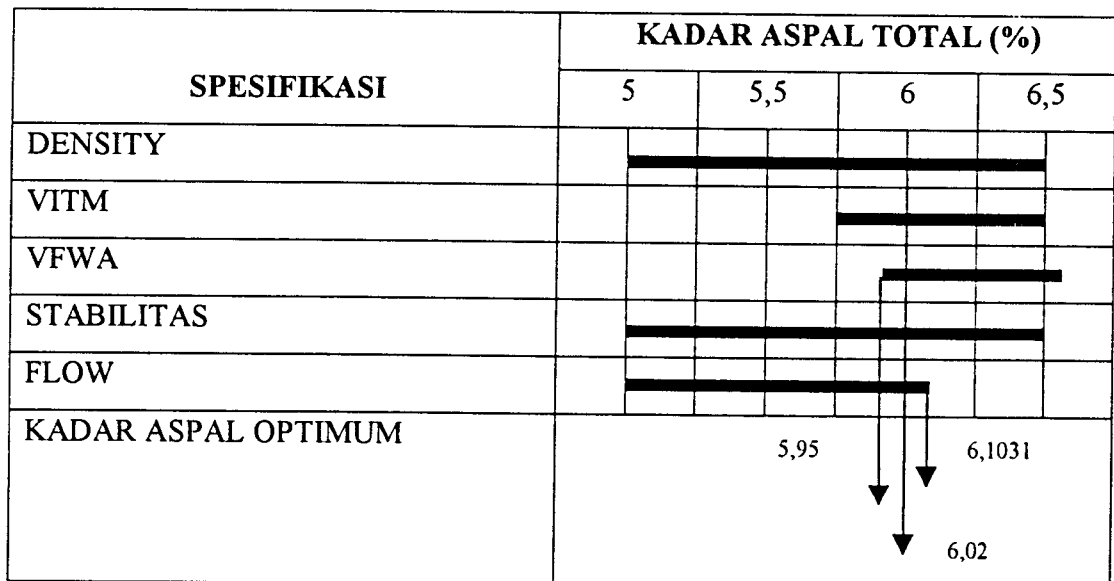 SPESIFIKASI
KADAR ASPAL TOTAL (%)
5 5,5 6 6,5
DENSITY
VITM
VFWA
STABILITAS
FLOW
KADAR ASPAL OPTIMUM
5,95 6,1031
6,02